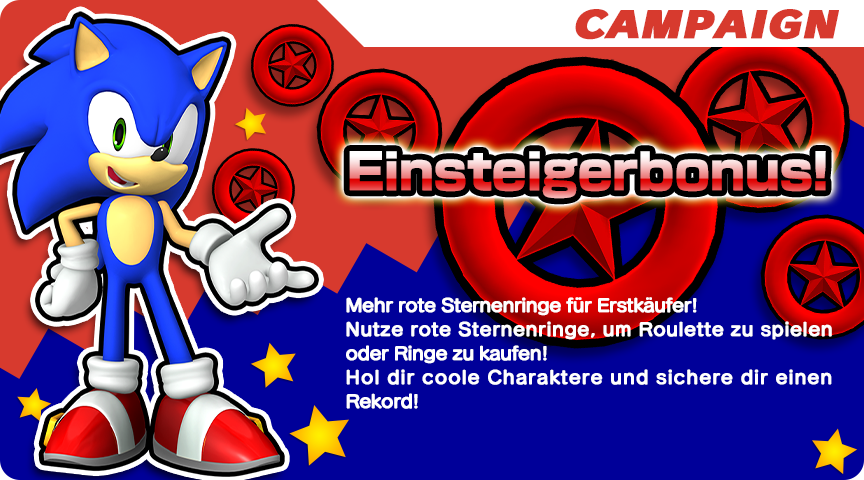 CAMPAIGN
Einsteigerbonus!
Mehr rote Sternenringe für Erstkäufer!
Nutze rote Sternenringe, um Roulette zu spielen
oder Ringe zu kaufen!
Hol dir coole Charaktere und sichere dir einen
Rekord!